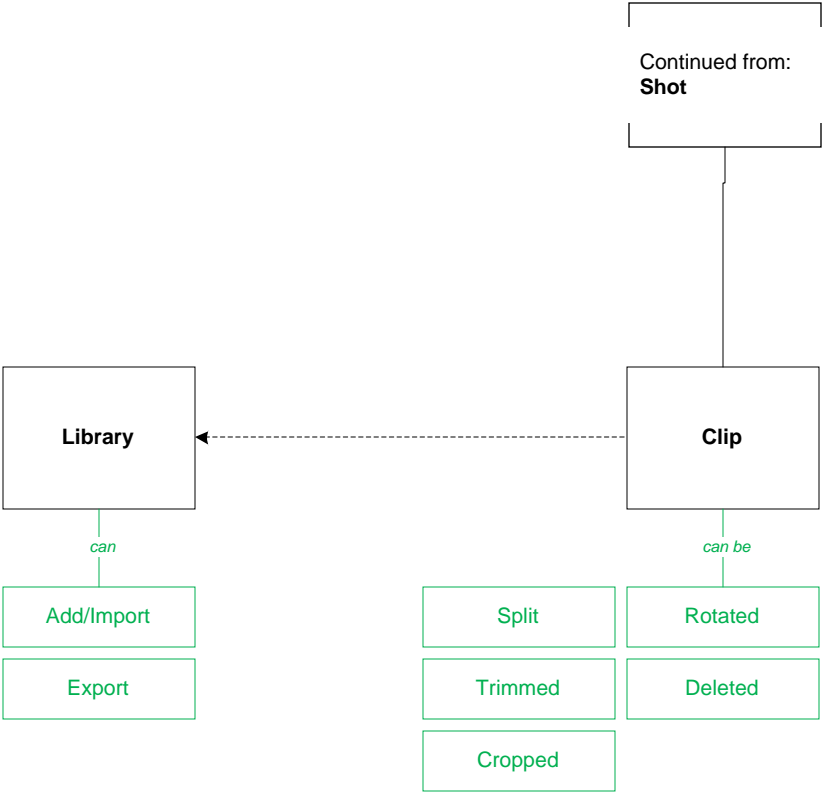 Continued from:
Shot
Library
Clip
can
can be
Add/Import
Split
Rotated
Export
Trimmed
Deleted
Cropped